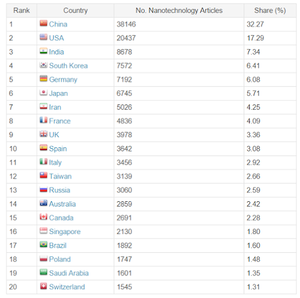 Rank Country No. Nanotechnology Articles Share (%)
1 China 38146 32.27
2 USA 20437 17.29
3 India 8678 7.34
4 South Korea 7572 6.41
5 Germany 7192 6.08
6 Japan 6745 5.71
7 Iran 5026 4.25
8 France 4836 4.09
9 UK 3978 3.36
10 Spain 3642 3.08
11 Italy 3456 2.92
12 Taiwan 3139 2.66
13 Russia 3060 2.59
14 Australia 2859 2.42
15 Canada 2691 2.28
16 Singapore 2130 1.80
17 Brazil 1892 1.60
18 Poland 1747 1.48
19 Saudi Arabia 1601 1.35
20 Switzerland 1545 1.31